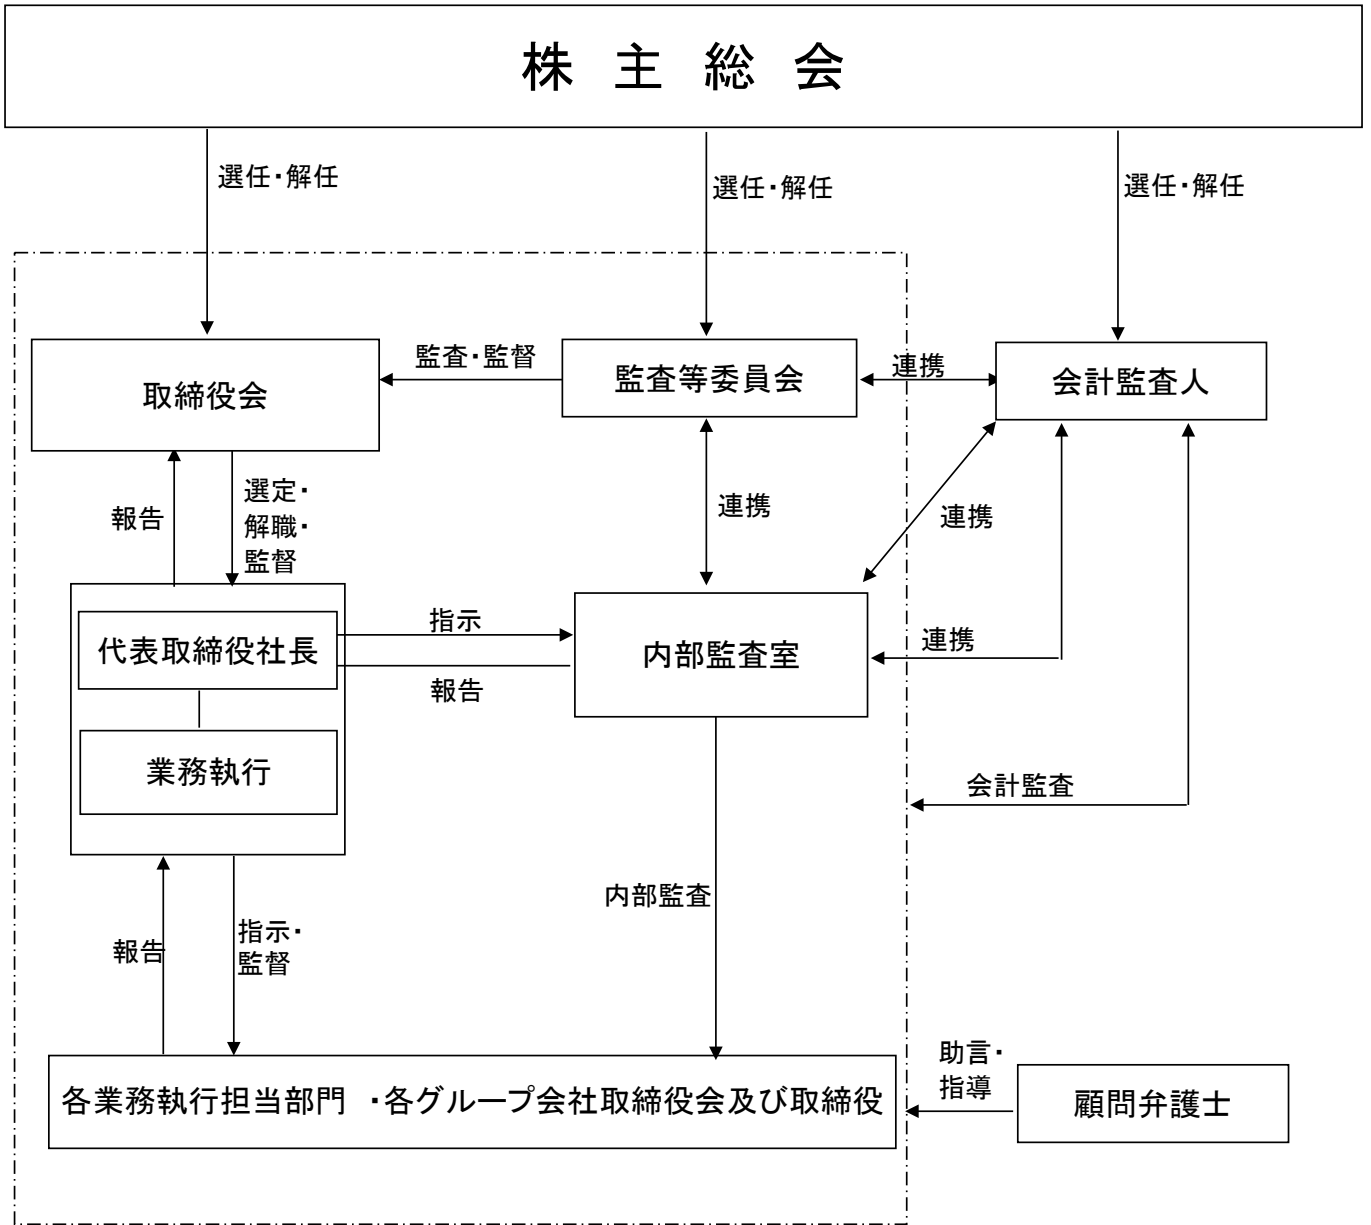 株 主 総 会
選任・解任
選任・解任
選任・解任
監査・監督
連携
取締役会
監査等委員会
会計監査人
報告
選定・
解職・
監督
連携
連携
指示
代表取締役社長
内部監査室
連携
報告
業務執行
会計監査
内部監査
報告
指示・
監督
助言・
指導
各業務執行担当部門 ・各グループ会社取締役会及び取締役
顧問弁護士